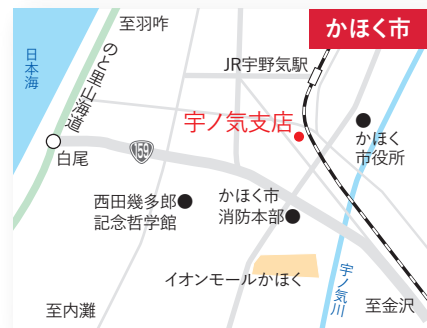 至羽咋
かほく市
日本海
のと里山海道
JR宇野気駅
宇ノ気支店
159
白尾
かほく
市役所
西田幾多郎
記念哲学館
かほく市
消防本部
イオンモールかほく
宇ノ気川
至内灘
至金沢